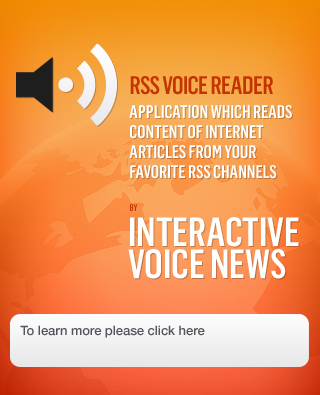 RSS VOICE READER
APPLICATION WHICH READS
CONTENT OF INTERNET
ARTICLES FROM YOUR
FAVORITE RSS CHANNELS
BY
INTERACTIVE
VOICE NEWS
To learn more please click here